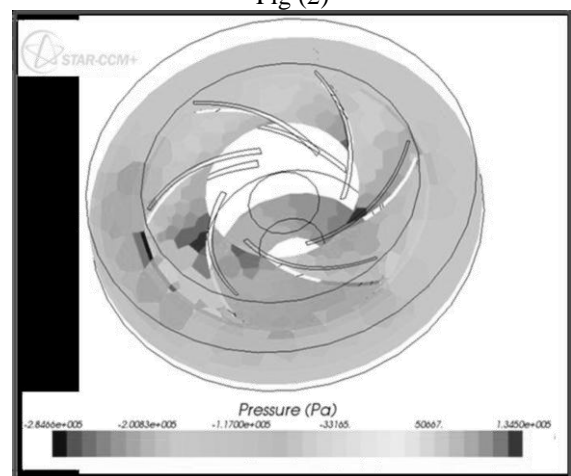 Fig (2)
STAR-CCM+
Pressure (Pa)
-2.8466e+005 -2.0083e+005 -1.1700e+005 -33165. 50667. 1.3450e+005